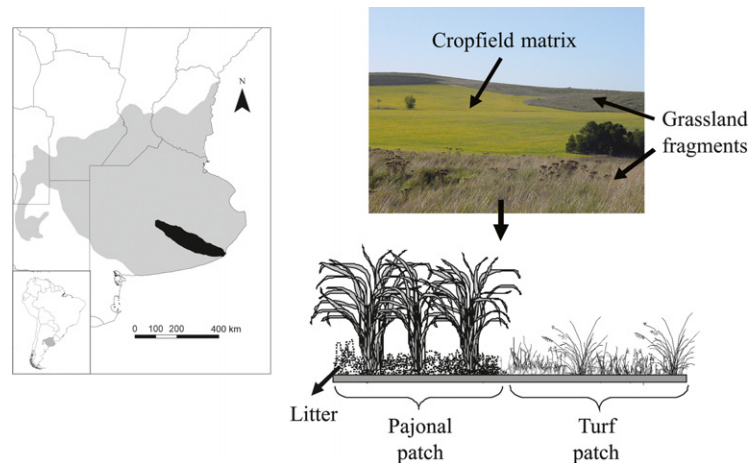 N
0 100 200 400 km
Cropfield matrix
Grassland
fragments
Litter
Pajonal
patch
Turf
patch